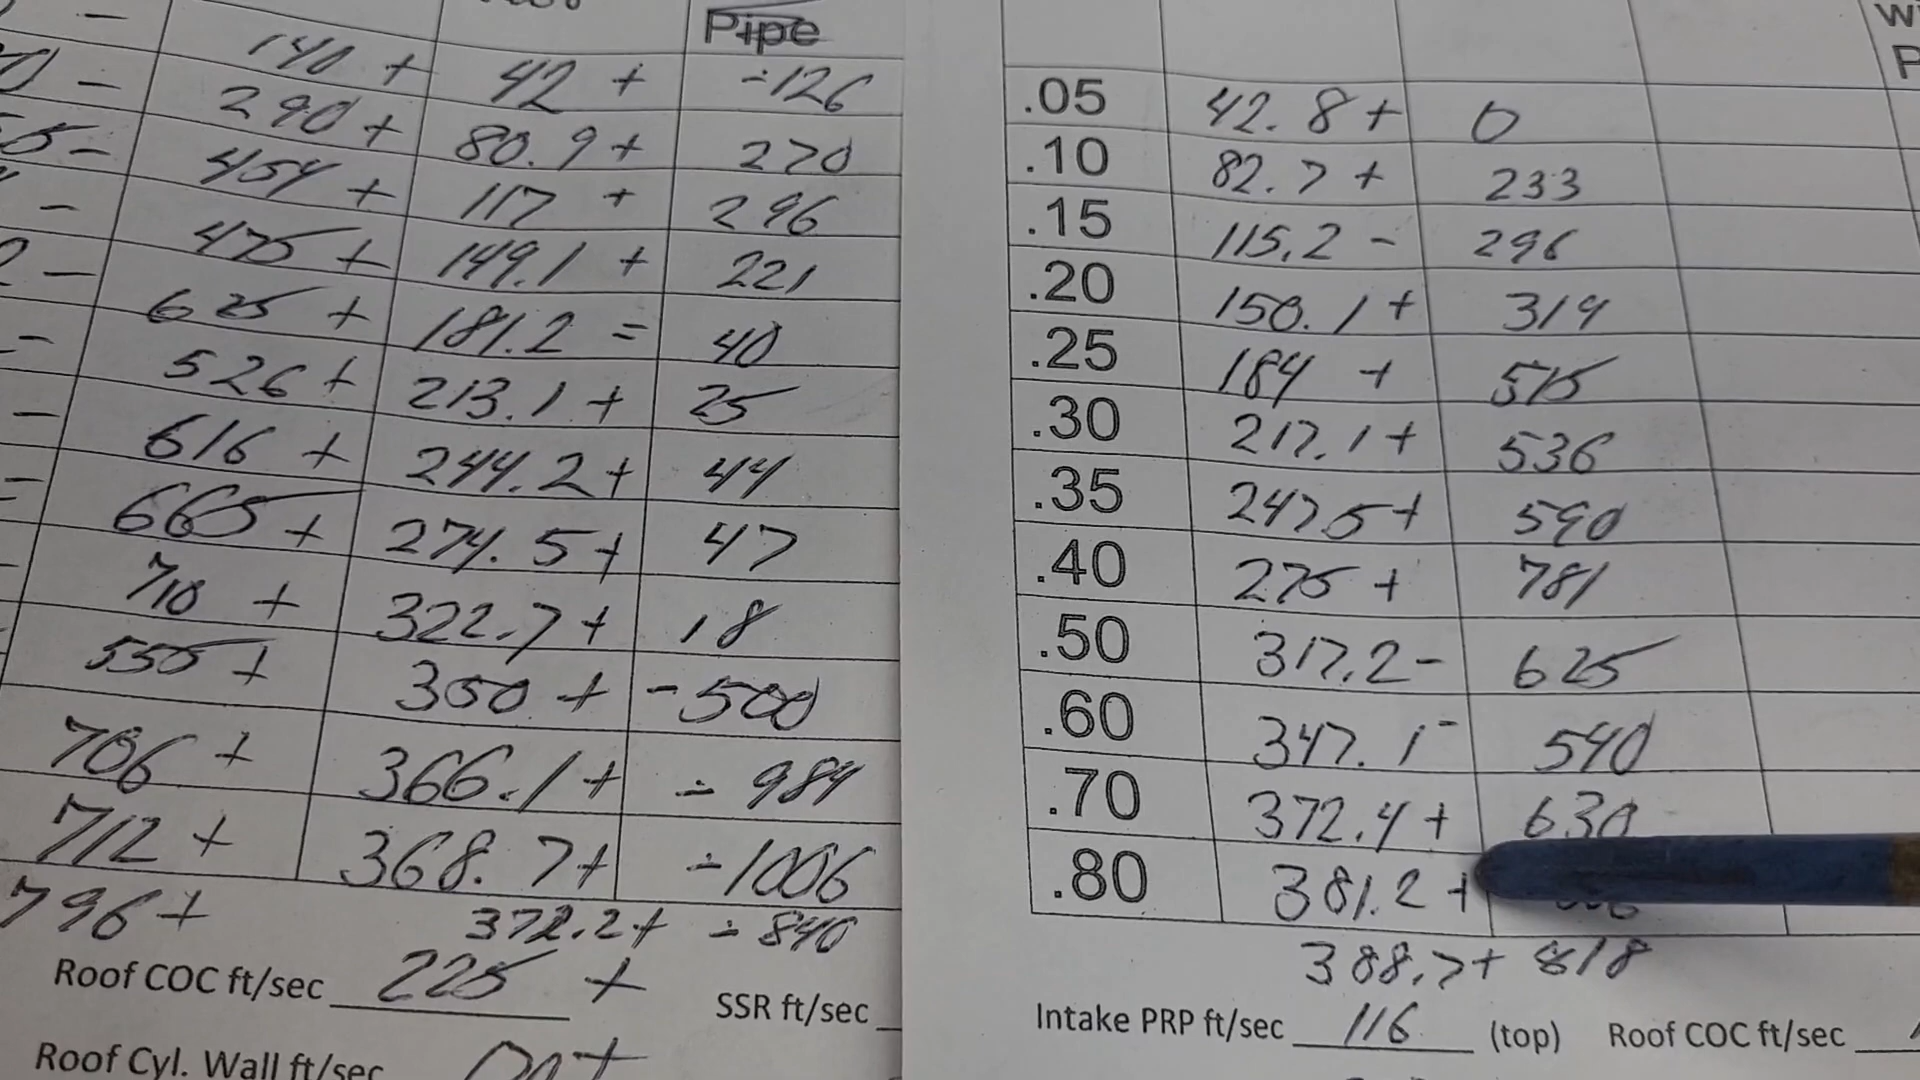 Pipe
140 + 42 + -126
290 + 80.9 + 270
454 + 117 + 296
475 + 149.1 + 221
625 + 181.2 = 40
526 + 213.1 + 25
616 + 244.2 + 44
665 + 274.5 + 47
710 + 322.7 + 18
550 + 350 + -500
706 + 366.1 + - 984
712 + 368.7 + -1006
796 + 372.2 + - 840
Roof COC ft/sec 225 +
SSR ft/sec
Roof Cyl. Wall ft/sec
.05 42.8 + 0
.10 82.7 + 233
.15 115.2 - 296
.20 150.1 + 319
.25 184 + 515
.30 217.1 + 536
.35 247.5 + 590
.40 275 + 781
.50 317.2 - 625
.60 347.1 - 540
.70 372.4 + 630
.80 381.2 +
388.7 + 818
Intake PRP ft/sec 116 (top) Roof COC ft/sec